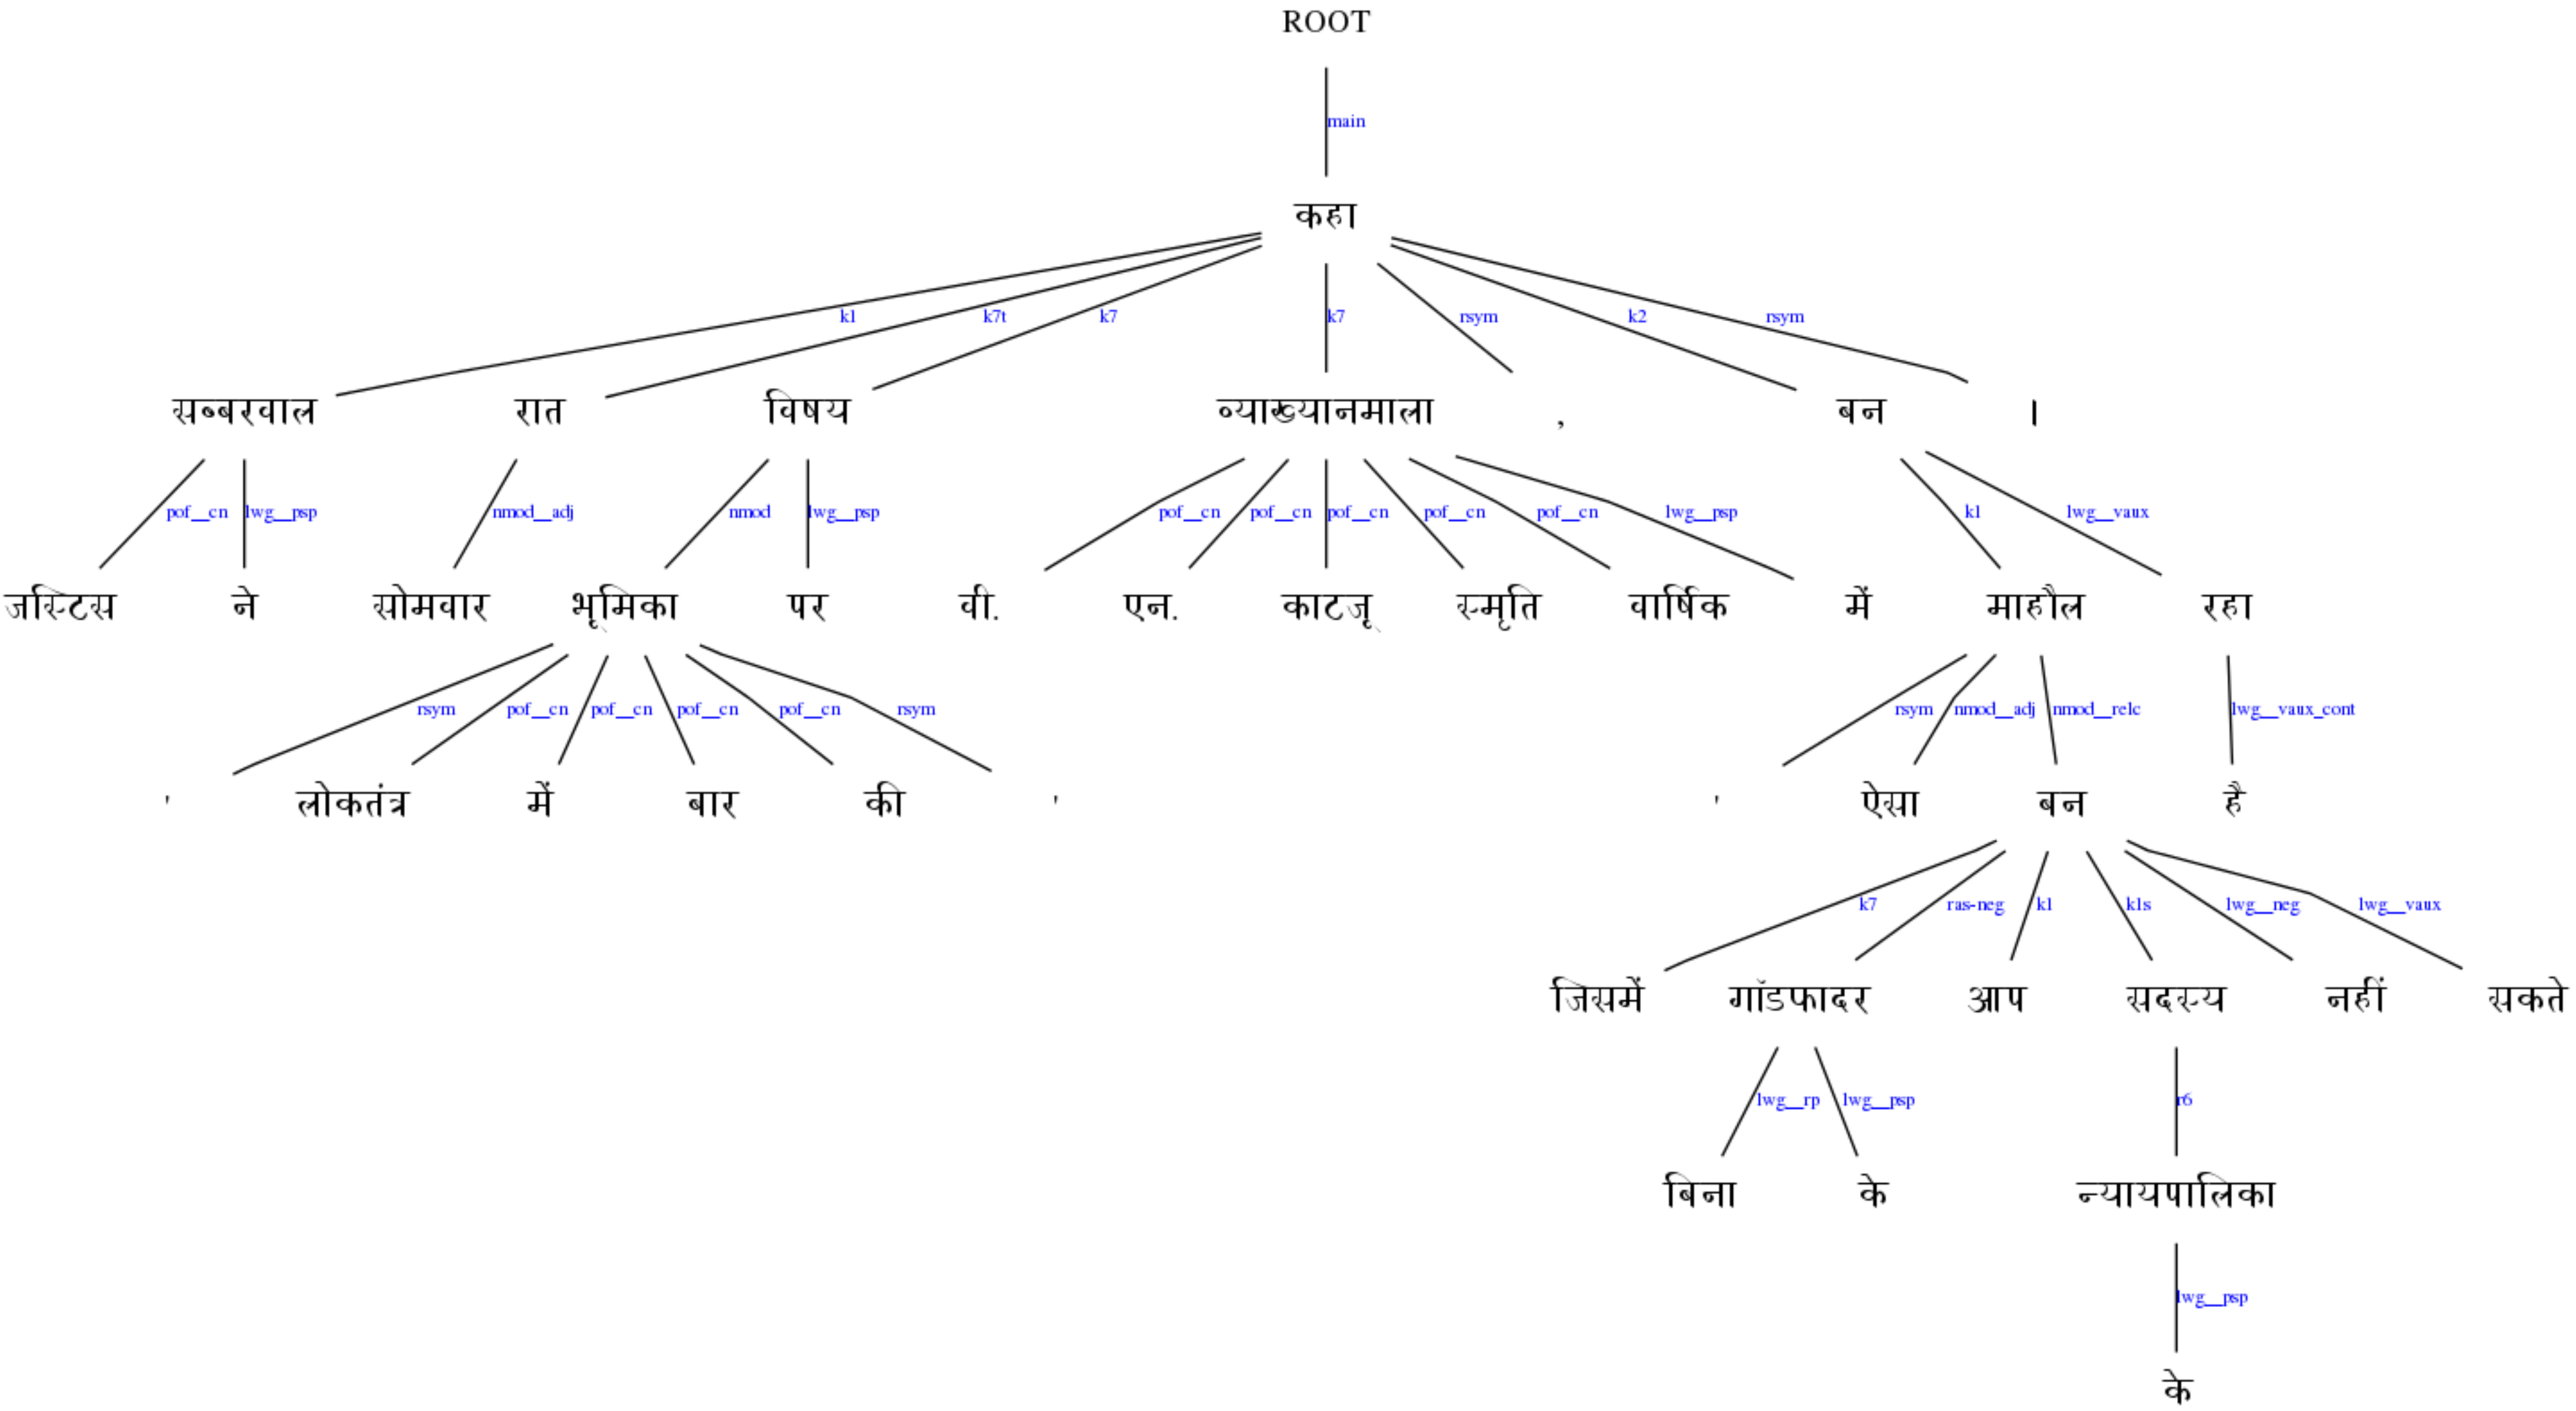 ROOT
main
कहा
k1 k7t k7 k7 rsym k2 rsym
सब्बरवाल रात विषय व्याख्यानमाला , बन ।
pof__cn lwg__psp nmod__adj nmod lwg__psp pof__cn pof__cn pof__cn pof__cn pof__cn lwg__psp k1 lwg__vaux
जस्टिस ने सोमवार भूमिका पर वी. एन. काटजू स्मृति वार्षिक में माहौल रहा
rsym pof__cn pof__cn pof__cn pof__cn rsym rsym nmod__adj nmod__relc lwg__vaux_cont
' लोकतंत्र में बार की ' ' ऐसा बन है
k7 ras-neg k1 k1s lwg__neg lwg__vaux
जिसमें गॉडफादर आप सदस्य नहीं सकते
lwg__rp lwg__psp r6
बिना के न्यायपालिका
lwg__psp
के